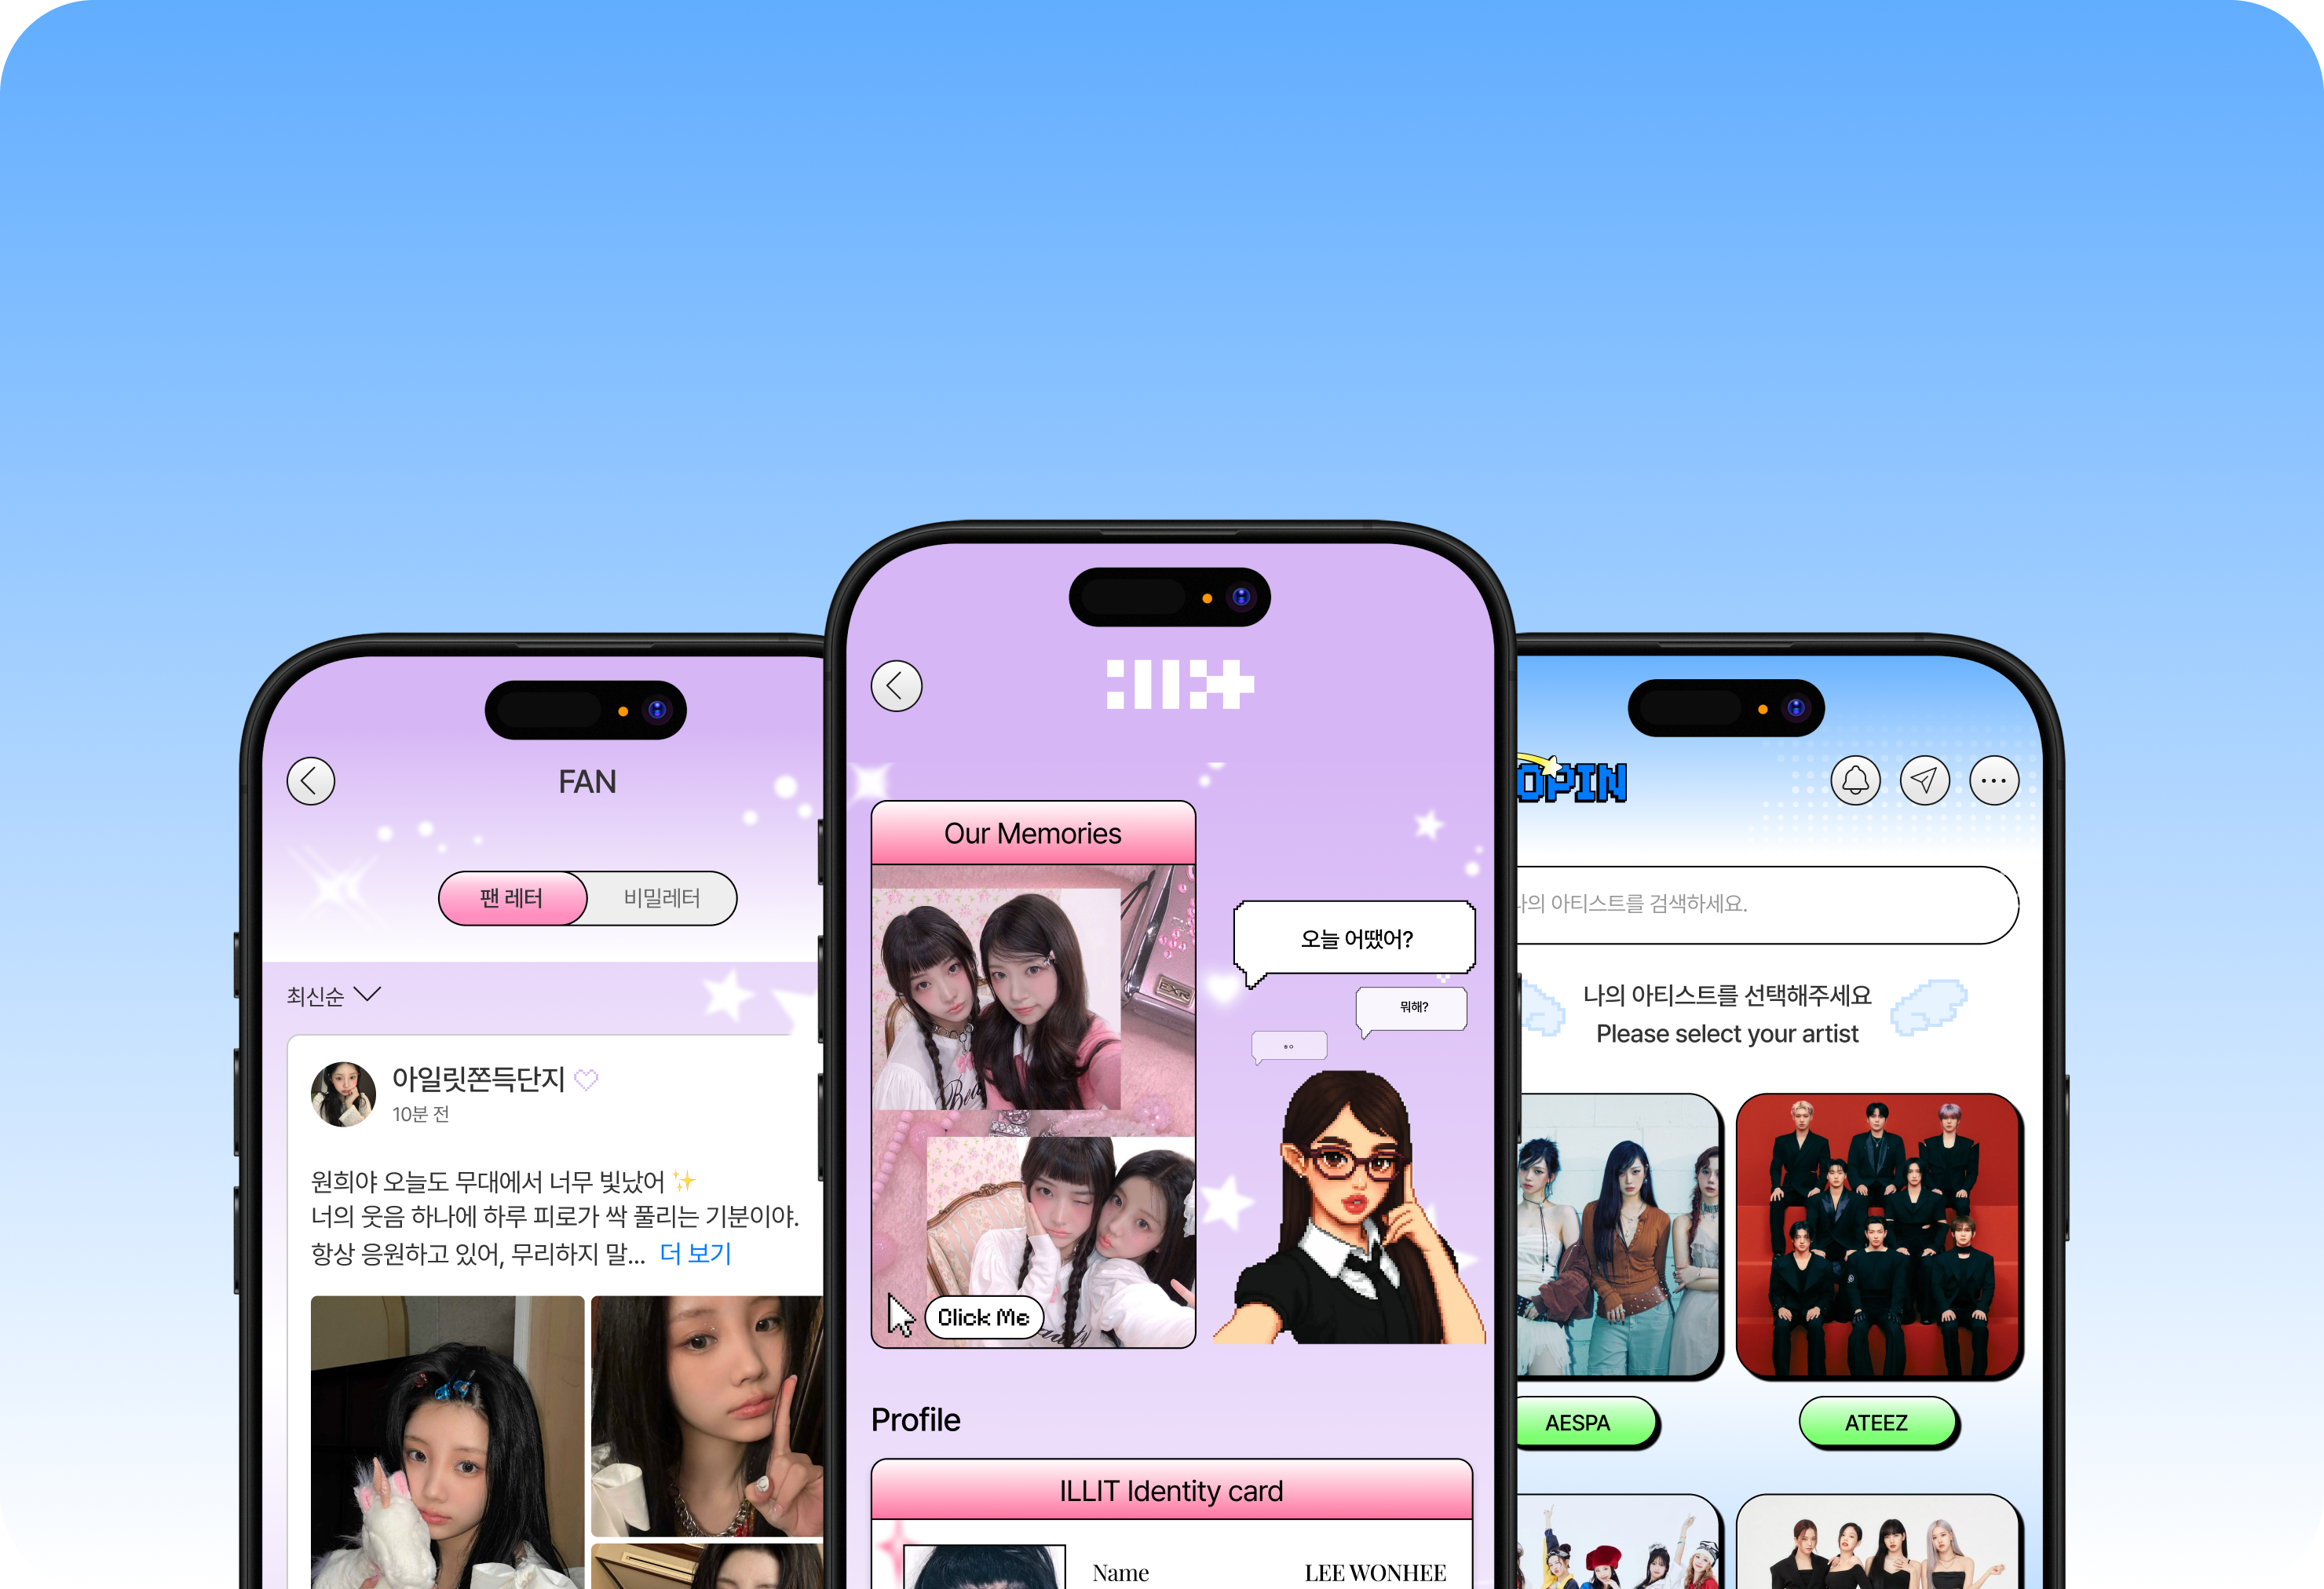 FAN
팬 레터
비밀레터
최신순
아일릿쫀득단지
10분 전
원희야 오늘도 무대에서 너무 빛났어 ✨
너의 웃음 하나에 하루 피로가 싹 풀리는 기분이야.
항상 응원하고 있어, 무리하지 말... 더 보기
Our Memories
오늘 어땠어?
뭐해?
EXR
Click Me
Profile
ILLIT Identity card
Name LEE WONHEE
OPIN
나의 아티스트를 검색하세요.
나의 아티스트를 선택해주세요
Please select your artist
AESPA
ATEEZ